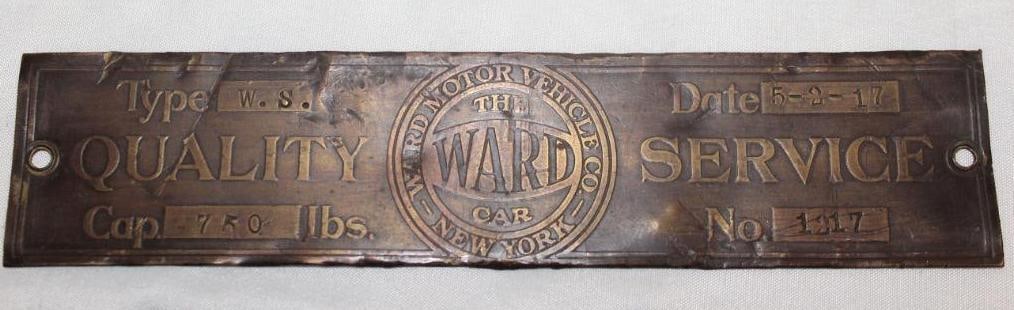 Type W.S.
QUALITY
Cap. 750 lbs.
WARD MOTOR VEHICLE CO.
THE
WARD
CAR
— NEW YORK —
Date 5-2-17
SERVICE
No. 1117